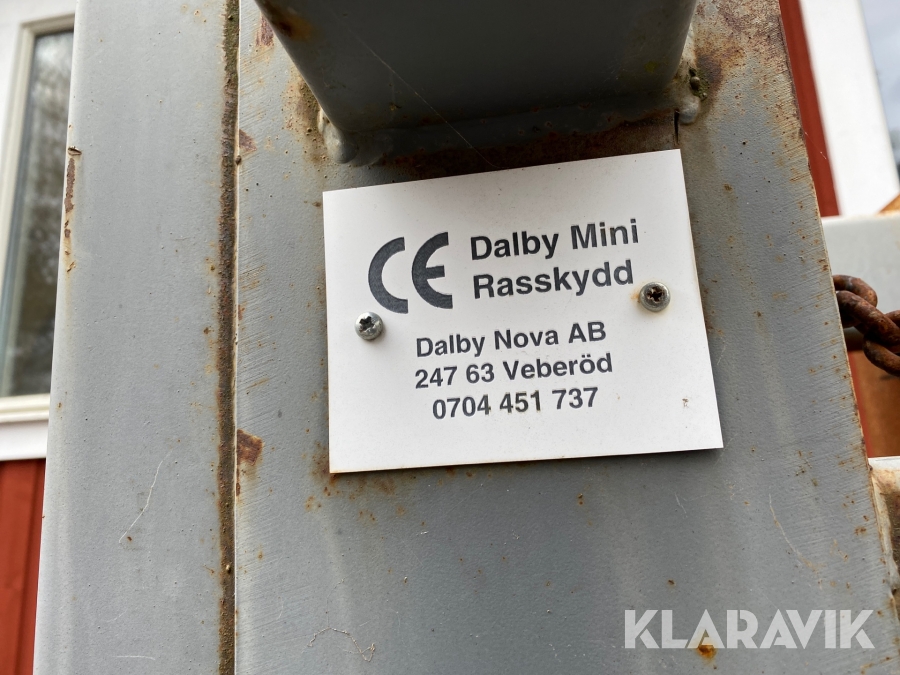 CE Dalby Mini
Rasskydd
Dalby Nova AB
247 63 Veberöd
0704 451 737
KLARAVIK